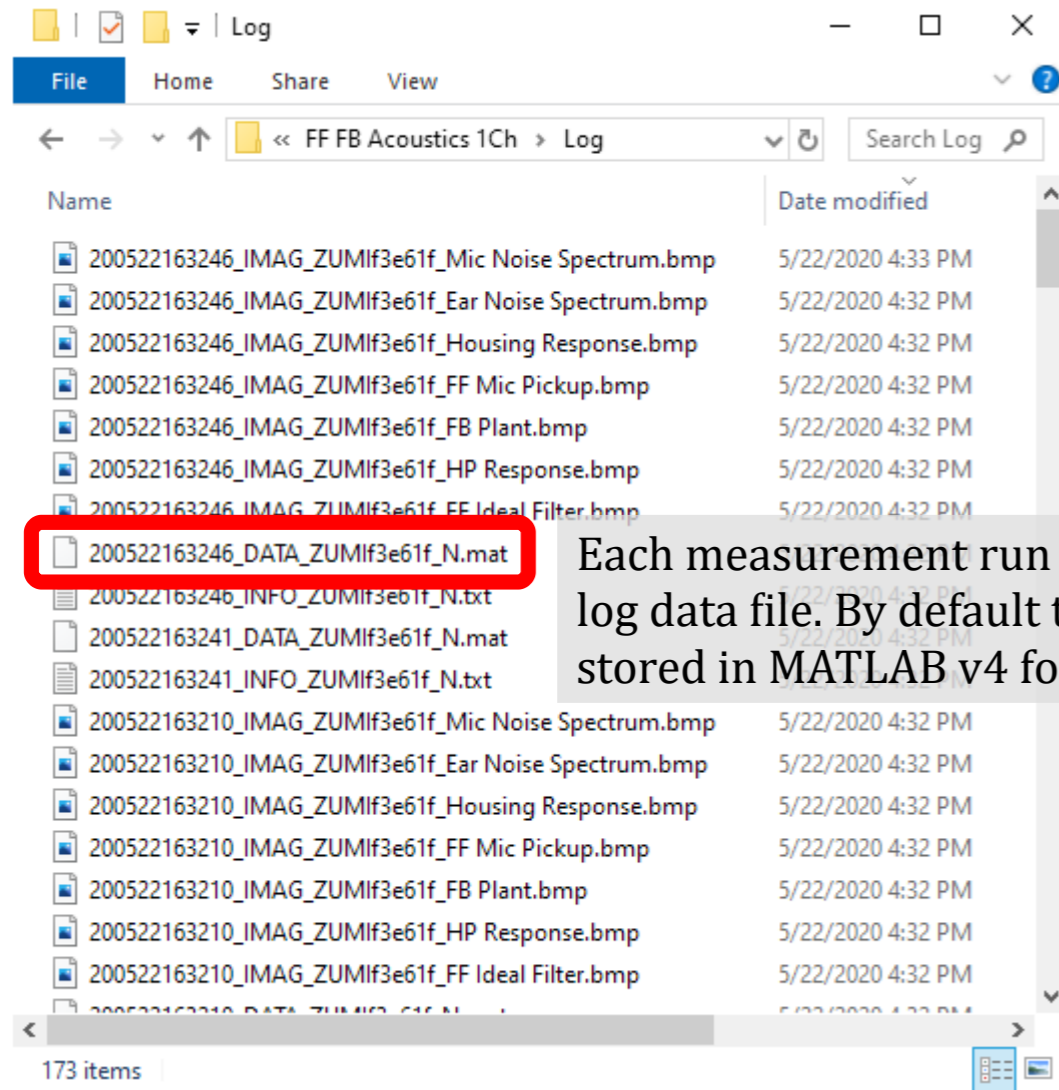 Log
File Home Share View
« FF FB Acoustics 1Ch > Log Search Log
Name Date modified
200522163246_IMAG_ZUMIf3e61f_Mic Noise Spectrum.bmp 5/22/2020 4:33 PM
200522163246_IMAG_ZUMIf3e61f_Ear Noise Spectrum.bmp 5/22/2020 4:32 PM
200522163246_IMAG_ZUMIf3e61f_Housing Response.bmp 5/22/2020 4:32 PM
200522163246_IMAG_ZUMIf3e61f_FF Mic Pickup.bmp 5/22/2020 4:32 PM
200522163246_IMAG_ZUMIf3e61f_FB Plant.bmp 5/22/2020 4:32 PM
200522163246_IMAG_ZUMIf3e61f_HP Response.bmp 5/22/2020 4:32 PM
200522163246_IMAG_ZUMIf3e61f_FF Ideal Filter.bmp 5/22/2020 4:32 PM
200522163246_DATA_ZUMIf3e61f_N.mat
Each measurement run
200522163246_INFO_ZUMIf3e61f_N.txt
log data file. By default
200522163241_DATA_ZUMIf3e61f_N.mat
stored in MATLAB v4
200522163241_INFO_ZUMIf3e61f_N.txt
200522163210_IMAG_ZUMIf3e61f_Mic Noise Spectrum.bmp 5/22/2020 4:32 PM
200522163210_IMAG_ZUMIf3e61f_Ear Noise Spectrum.bmp 5/22/2020 4:32 PM
200522163210_IMAG_ZUMIf3e61f_Housing Response.bmp 5/22/2020 4:32 PM
200522163210_IMAG_ZUMIf3e61f_FF Mic Pickup.bmp 5/22/2020 4:32 PM
200522163210_IMAG_ZUMIf3e61f_FB Plant.bmp 5/22/2020 4:32 PM
200522163210_IMAG_ZUMIf3e61f_HP Response.bmp 5/22/2020 4:32 PM
200522163210_IMAG_ZUMIf3e61f_FF Ideal Filter.bmp 5/22/2020 4:32 PM
173 items